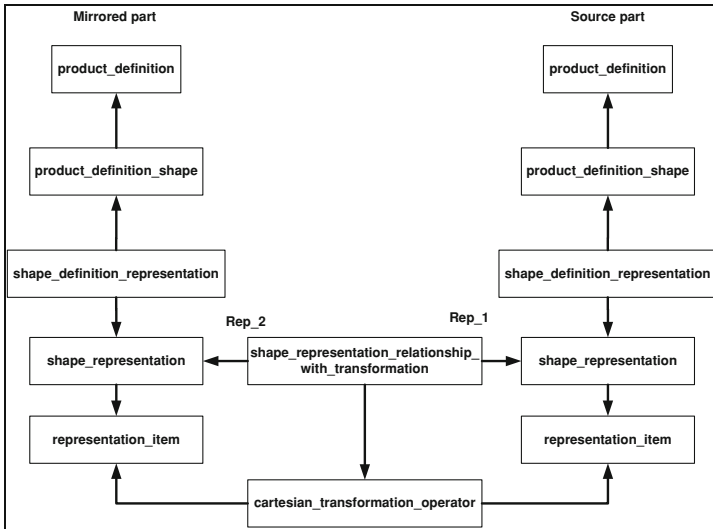 Mirrored part
Source part
product_definition
product_definition
product_definition_shape
product_definition_shape
shape_definition_representation
shape_definition_representation
Rep_2
Rep_1
shape_representation
shape_representation_relationship_
with_transformation
shape_representation
representation_item
representation_item
cartesian_transformation_operator